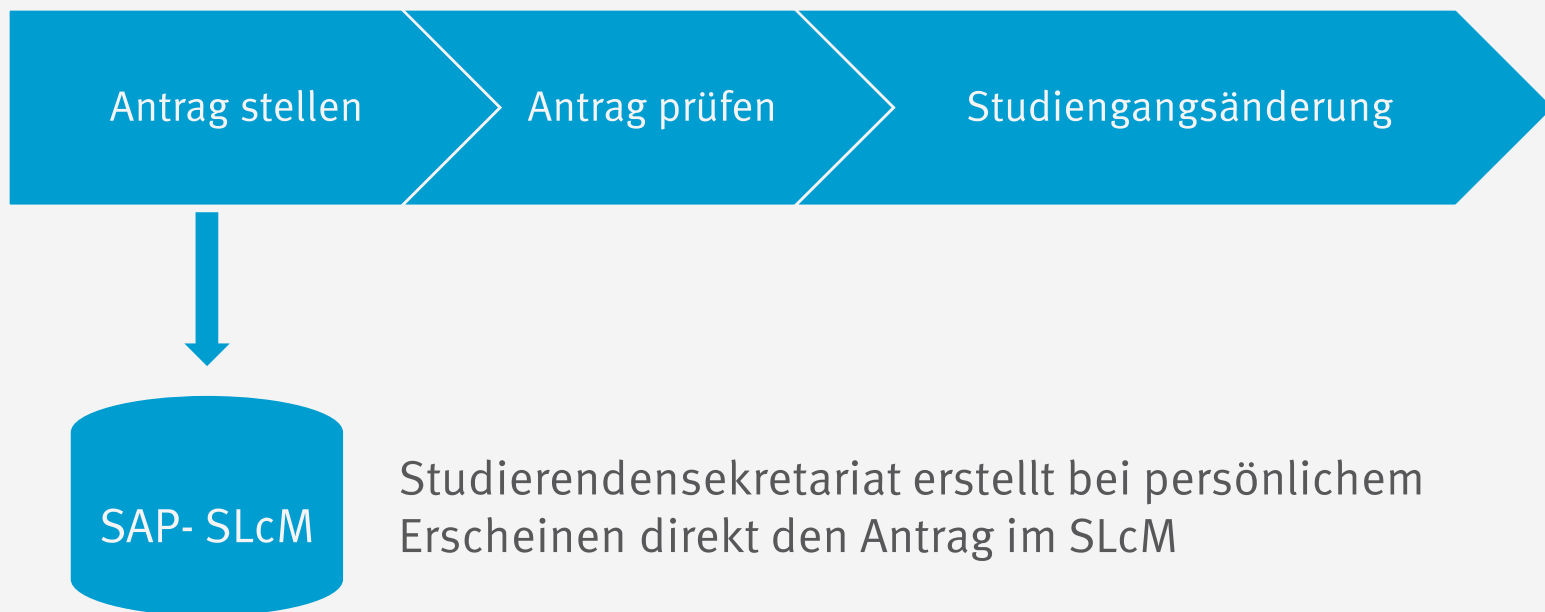 Antrag stellen
Antrag prüfen
Studiengangsänderung
SAP- SLcM
Studierendensekretariat erstellt bei persönlichem
Erscheinen direkt den Antrag im SLcM